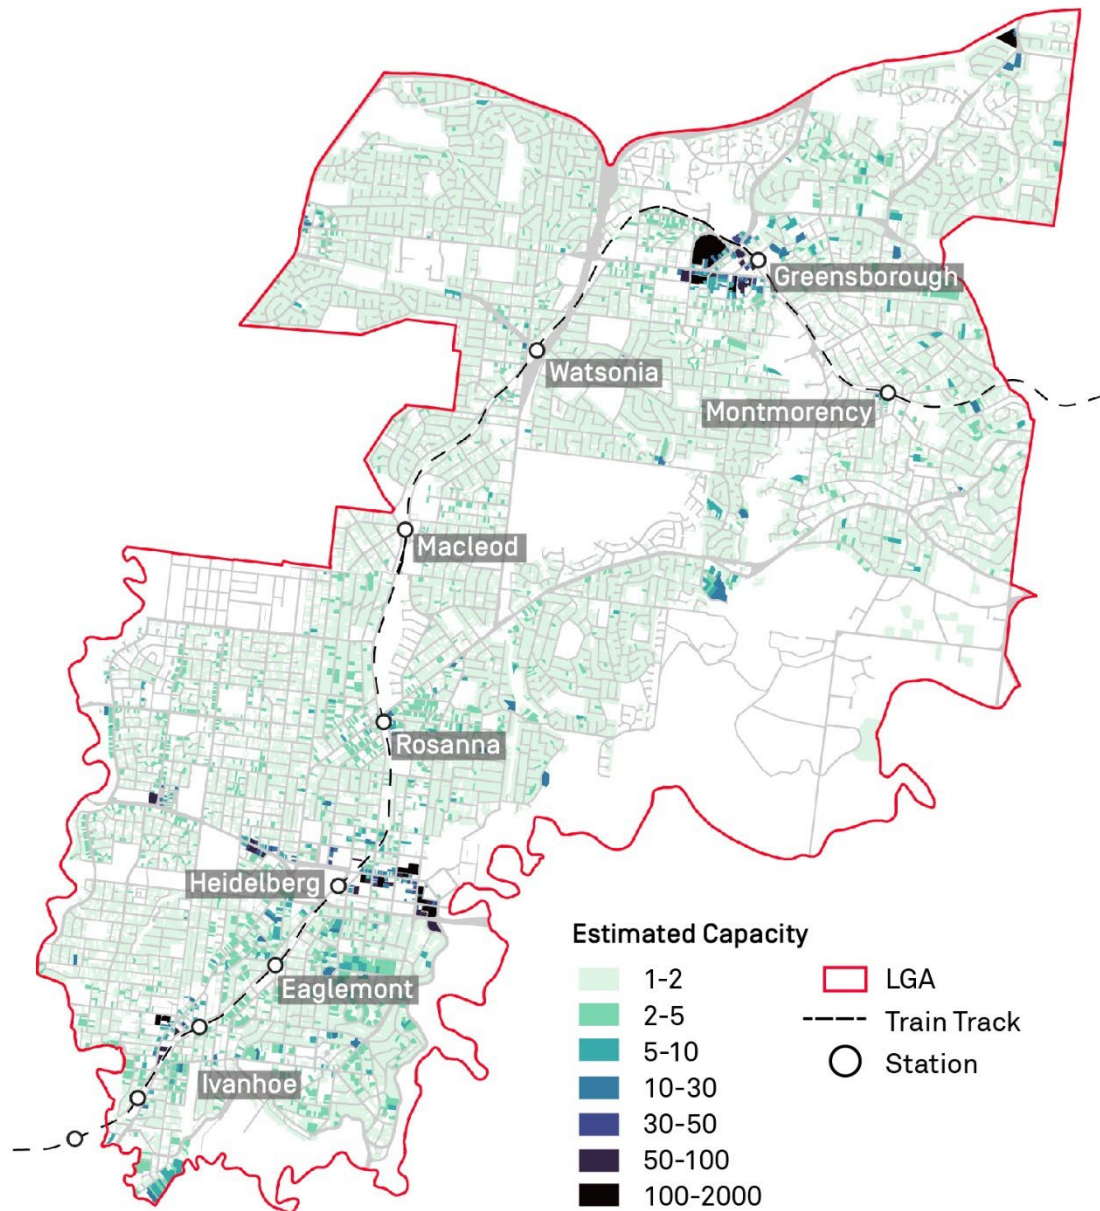 Greensborough
Watsonia
Montmorency
Macleod
Rosanna
Heidelberg
Eaglemont
Ivanhoe
Estimated Capacity
1-2
2-5
5-10
10-30
30-50
50-100
100-2000
LGA
Train Track
Station